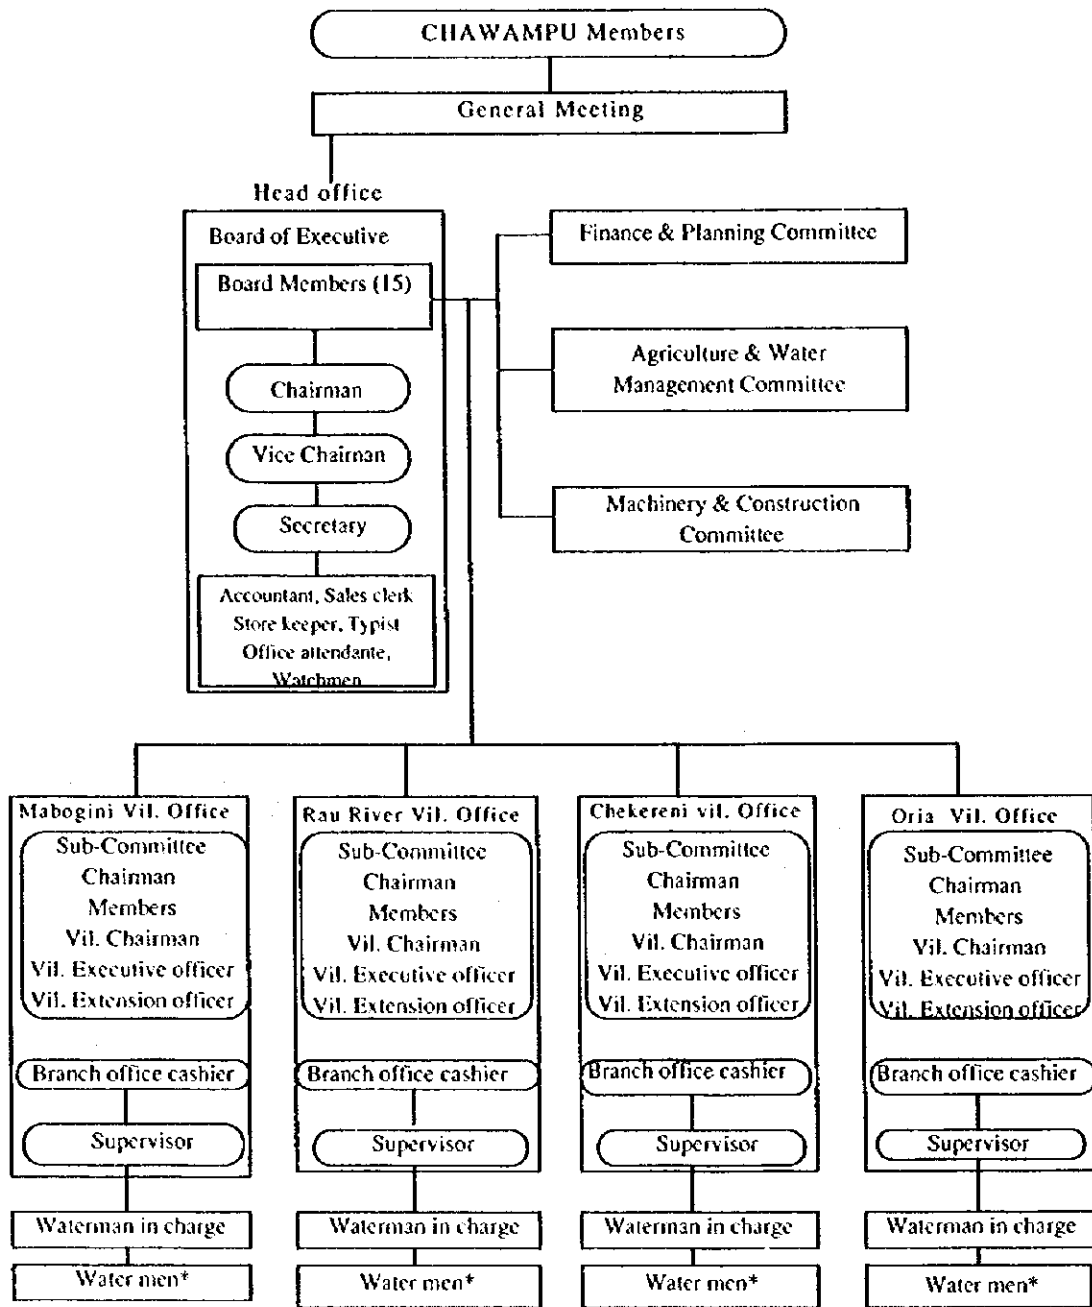 CHAWAMPU Members
General Meeting
Head office
Board of Executive
Board Members (15)
Chairman
Vice Chairman
Secretary
Accountant, Sales clerk
Store keeper, Typist
Office attendante,
Watchmen
Finance & Planning Committee
Agriculture & Water
Management Committee
Machinery & Construction
Committee
Mabogini Vil. Office
Sub-Committee
Chairman
Members
Vil. Chairman
Vil. Executive officer
Vil. Extension officer
Branch office cashier
Supervisor
Waterman in charge
Water men*
Rau River Vil. Office
Sub-Committee
Chairman
Members
Vil. Chairman
Vil. Executive officer
Vil. Extension officer
Branch office cashier
Supervisor
Waterman in charge
Water men*
Chekereni vil. Office
Sub-Committee
Chairman
Members
Vil. Chairman
Vil. Executive officer
Vil. Extension officer
Branch office cashier
Supervisor
Waterman in charge
Water men*
Oria Vil. Office
Sub-Committee
Chairman
Members
Vil. Chairman
Vil. Executive officer
Vil. Extension officer
Branch office cashier
Supervisor
Waterman in charge
Water men*